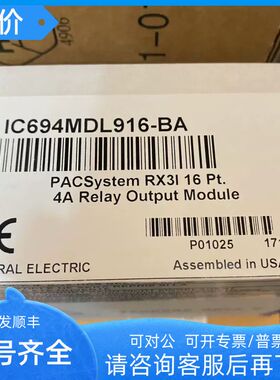 4906
IC694MDL916-BA
PACSystem RX3I 16 Pt.
4A Relay Output Module
P01025 171
RAL ELECTRIC
Assembled in USA
发顺丰
号齐全
可对公 可开专票/普票
请咨询客服后再下